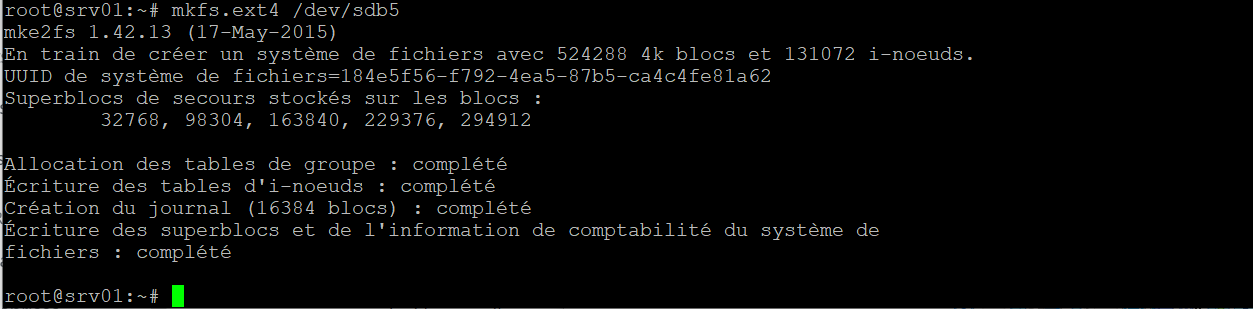 root@srv01:~# mkfs.ext4 /dev/sdb5
mke2fs 1.42.13 (17-May-2015)
En train de créer un système de fichiers avec 524288 4k blocs et 131072 i-noeuds.
UUID de système de fichiers=184e5f56-f792-4ea5-87b5-ca4c4fe81a62
Superblocs de secours stockés sur les blocs :
        32768, 98304, 163840, 229376, 294912

Allocation des tables de groupe : complété
Écriture des tables d'i-noeuds : complété
Création du journal (16384 blocs) : complété
Écriture des superblocs et de l'information de comptabilité du système de
fichiers : complété

root@srv01:~#